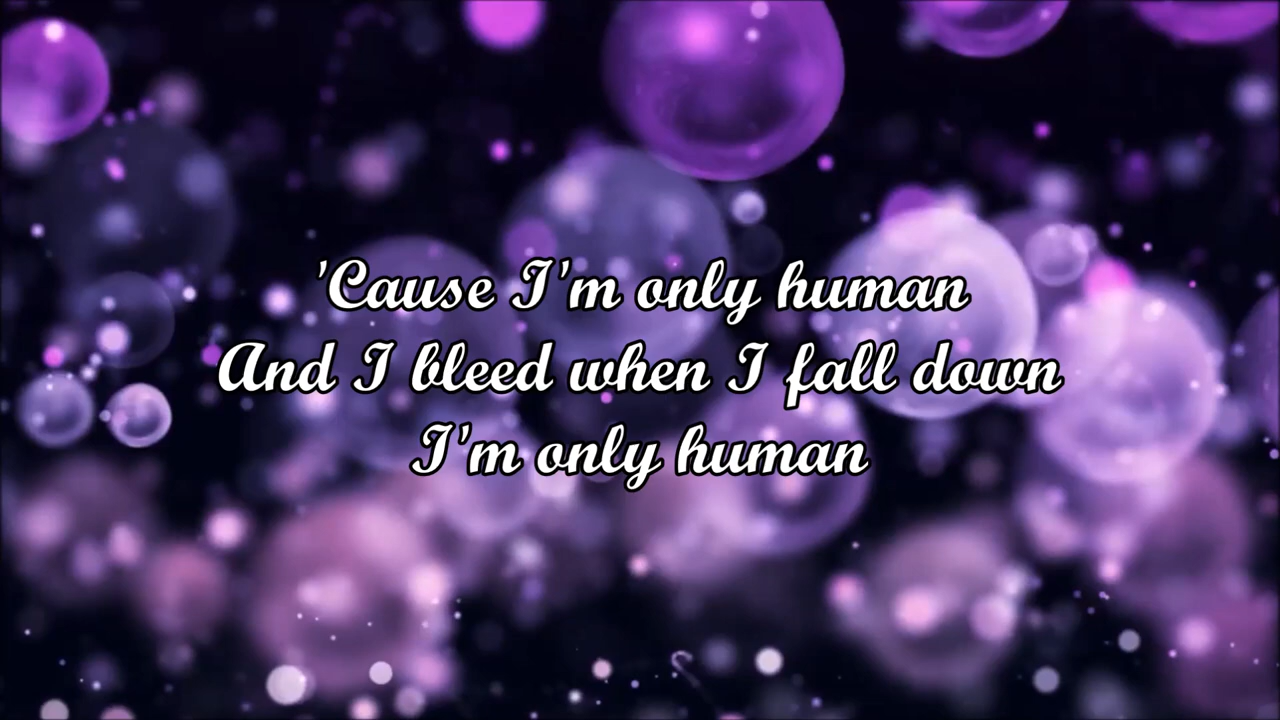 'Cause I'm only human
And I bleed when I fall down
I'm only human